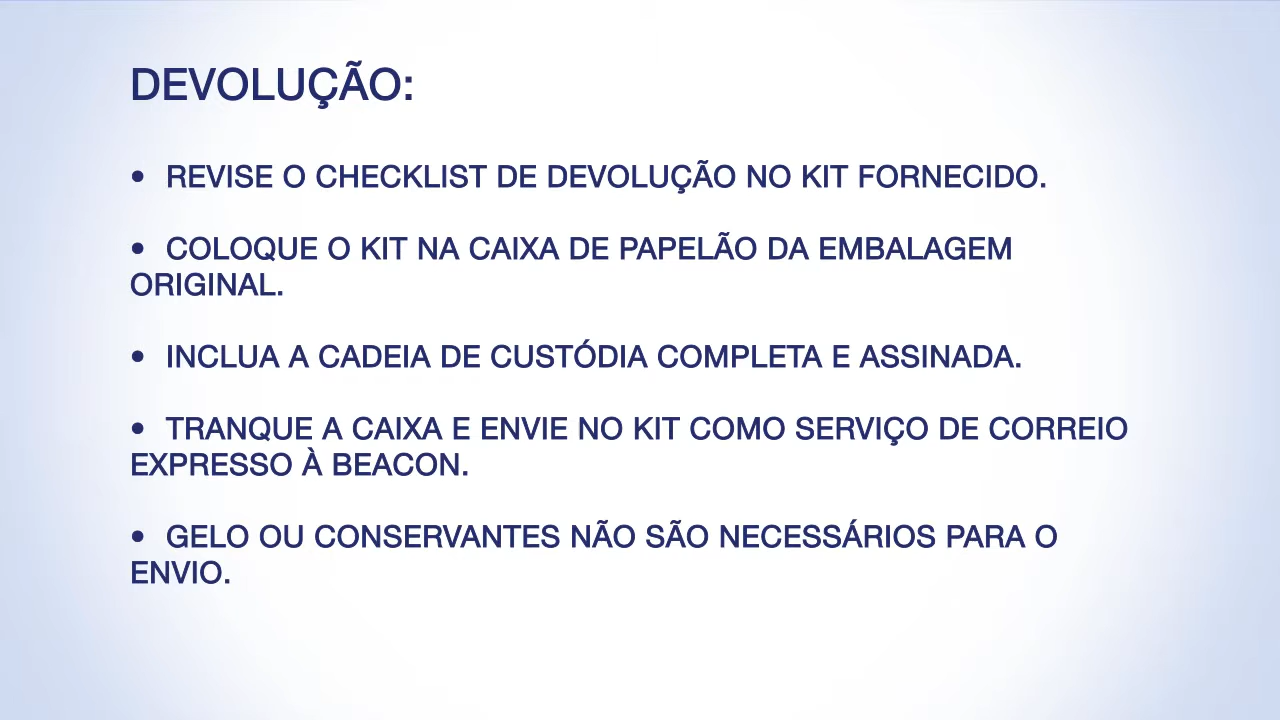 DEVOLUÇÃO:
• REVISE O CHECKLIST DE DEVOLUÇÃO NO KIT FORNECIDO.
• COLOQUE O KIT NA CAIXA DE PAPELÃO DA EMBALAGEM
ORIGINAL.
• INCLUA A CADEIA DE CUSTÓDIA COMPLETA E ASSINADA.
• TRANQUE A CAIXA E ENVIE NO KIT COMO SERVIÇO DE CORREIO
EXPRESSO À BEACON.
• GELO OU CONSERVANTES NÃO SÃO NECESSÁRIOS PARA O
ENVIO.